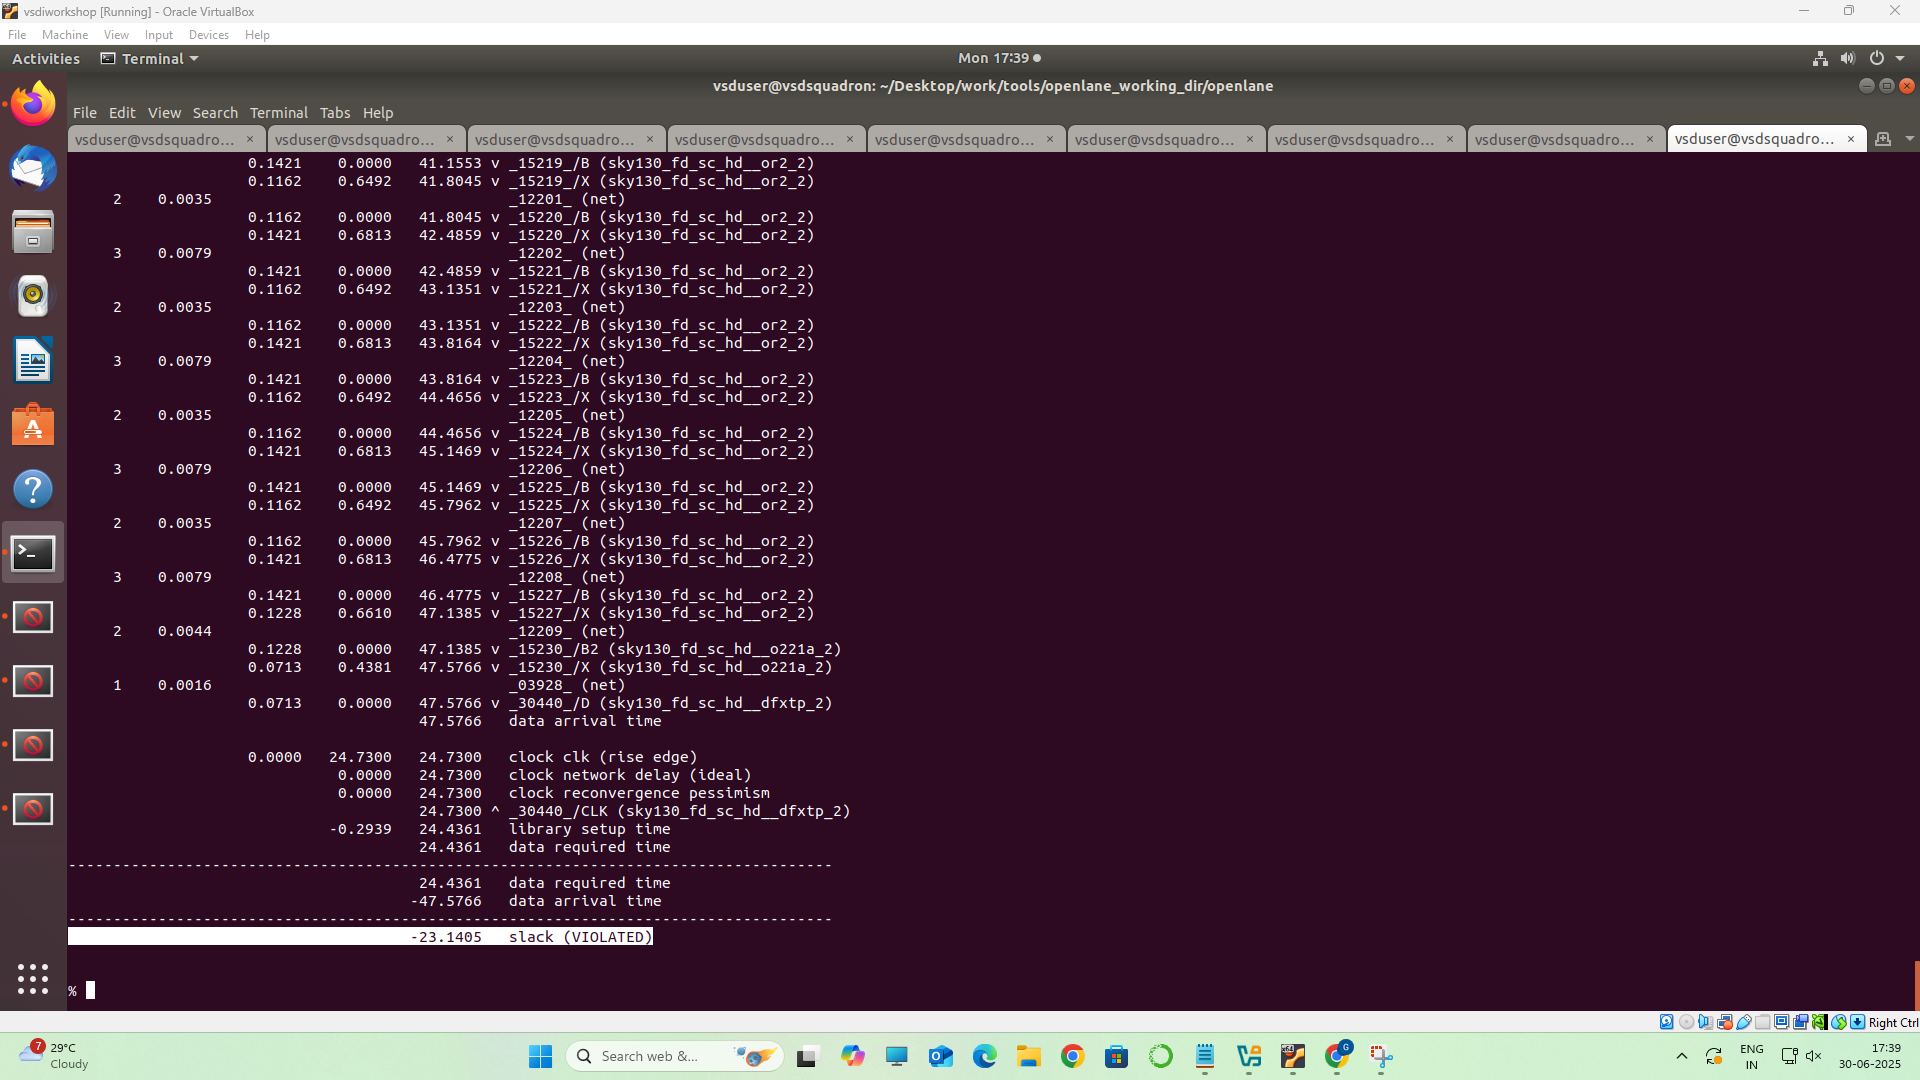 vsdiworkshop [Running] - Oracle VirtualBox
File Machine View Input Devices Help
Activities Terminal Mon 17:39
vsduser@vsdsquadron: ~/Desktop/work/tools/openlane_working_dir/openlane
File Edit View Search Terminal Tabs Help
vsduser@vsdsquadro... × vsduser@vsdsquadro... × vsduser@vsdsquadro... × vsduser@vsdsquadro... × vsduser@vsdsquadro... × vsduser@vsdsquadro... × vsduser@vsdsquadro... × vsduser@vsdsquadro... × vsduser@vsdsquadro... ×
0.1421 0.0000 41.1553 v _15219_/B (sky130_fd_sc_hd__or2_2)
0.1162 0.6492 41.8045 v _15219_/X (sky130_fd_sc_hd__or2_2)
2 0.0035 _12201_ (net)
0.1162 0.0000 41.8045 v _15220_/B (sky130_fd_sc_hd__or2_2)
0.1421 0.6813 42.4859 v _15220_/X (sky130_fd_sc_hd__or2_2)
3 0.0079 _12202_ (net)
0.1421 0.0000 42.4859 v _15221_/B (sky130_fd_sc_hd__or2_2)
0.1162 0.6492 43.1351 v _15221_/X (sky130_fd_sc_hd__or2_2)
2 0.0035 _12203_ (net)
0.1162 0.0000 43.1351 v _15222_/B (sky130_fd_sc_hd__or2_2)
0.1421 0.6813 43.8164 v _15222_/X (sky130_fd_sc_hd__or2_2)
3 0.0079 _12204_ (net)
0.1421 0.0000 43.8164 v _15223_/B (sky130_fd_sc_hd__or2_2)
0.1162 0.6492 44.4656 v _15223_/X (sky130_fd_sc_hd__or2_2)
2 0.0035 _12205_ (net)
0.1162 0.0000 44.4656 v _15224_/B (sky130_fd_sc_hd__or2_2)
0.1421 0.6813 45.1469 v _15224_/X (sky130_fd_sc_hd__or2_2)
3 0.0079 _12206_ (net)
0.1421 0.0000 45.1469 v _15225_/B (sky130_fd_sc_hd__or2_2)
0.1162 0.6492 45.7962 v _15225_/X (sky130_fd_sc_hd__or2_2)
2 0.0035 _12207_ (net)
0.1162 0.0000 45.7962 v _15226_/B (sky130_fd_sc_hd__or2_2)
0.1421 0.6813 46.4775 v _15226_/X (sky130_fd_sc_hd__or2_2)
3 0.0079 _12208_ (net)
0.1421 0.0000 46.4775 v _15227_/B (sky130_fd_sc_hd__or2_2)
0.1228 0.6610 47.1385 v _15227_/X (sky130_fd_sc_hd__or2_2)
2 0.0044 _12209_ (net)
0.1228 0.0000 47.1385 v _15230_/B2 (sky130_fd_sc_hd__o221a_2)
0.0713 0.4381 47.5766 v _15230_/X (sky130_fd_sc_hd__o221a_2)
1 0.0016 _03928_ (net)
0.0713 0.0000 47.5766 v _30440_/D (sky130_fd_sc_hd__dfxtp_2)
47.5766 data arrival time
0.0000 24.7300 24.7300 clock clk (rise edge)
0.0000 24.7300 clock network delay (ideal)
0.0000 24.7300 clock reconvergence pessimism
24.7300 ^ _30440_/CLK (sky130_fd_sc_hd__dfxtp_2)
-0.2939 24.4361 library setup time
24.4361 data required time
-------------------------------------------------------------------------------------
24.4361 data required time
-47.5766 data arrival time
-------------------------------------------------------------------------------------
-23.1405 slack (VIOLATED)
%
Right Ctrl
7 29°C
Cloudy
Search web &...
G
ENG
IN
17:39
30-06-2025